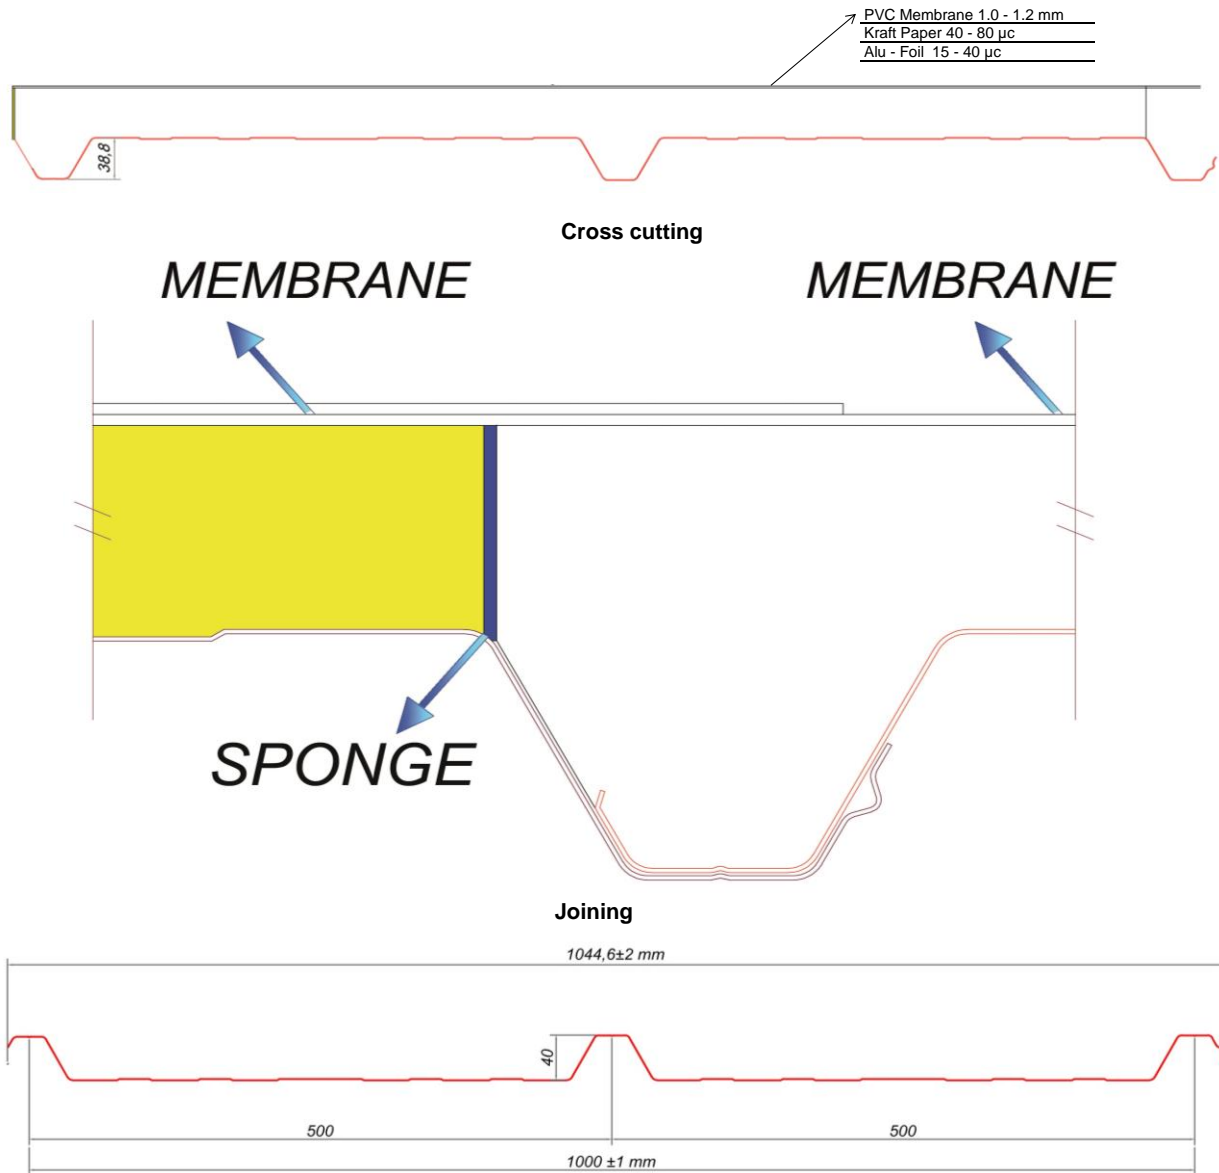 PVC Membrane 1.0 - 1.2 mm
Kraft Paper 40 - 80 µc
Alu - Foil 15 - 40 µc
38,8
Cross cutting
MEMBRANE MEMBRANE
SPONGE
Joining
1044,6±2 mm
40
500 500
1000 ±1 mm